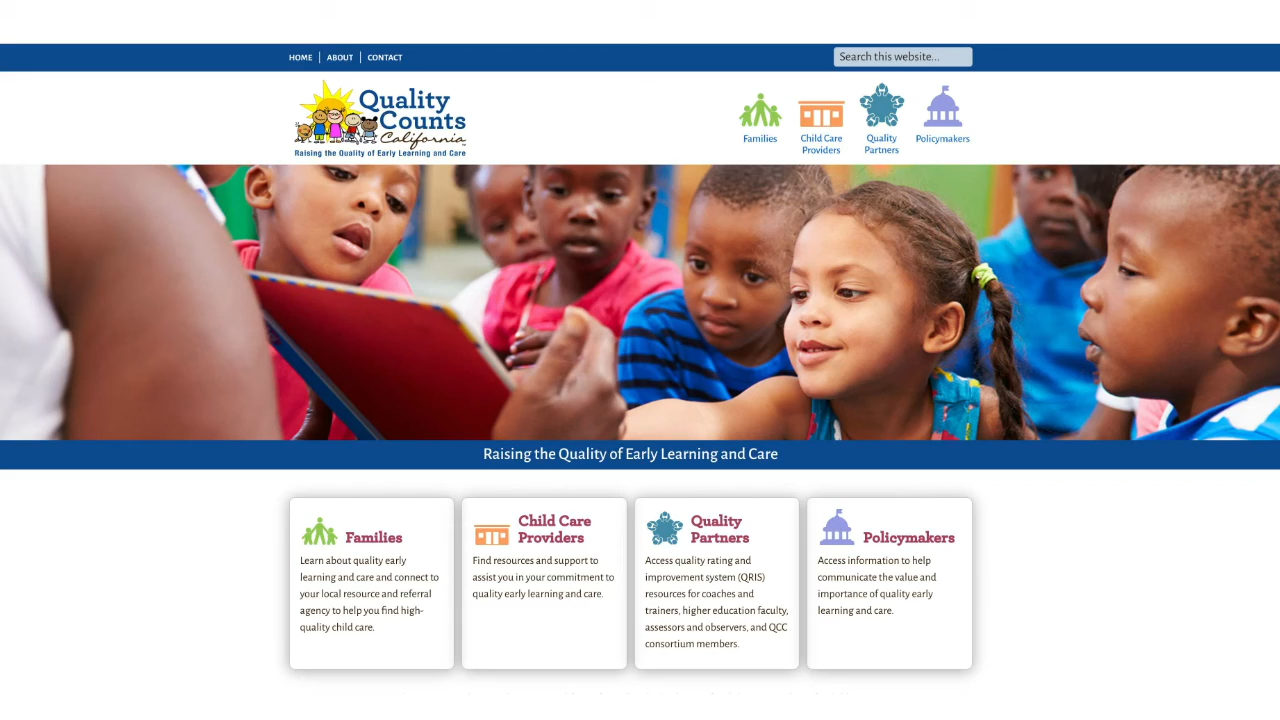 HOME | ABOUT | CONTACT
Search this website...
Quality
Counts
California
Raising the Quality of Early Learning and Care
Families
Child Care
Providers
Quality
Partners
Policymakers
Raising the Quality of Early Learning and Care
Families
Learn about quality early
learning and care and connect to
your local resource and referral
agency to help you find high-
quality child care.
Child Care
Providers
Find resources and support to
assist you in your commitment to
quality early learning and care.
Quality
Partners
Access quality rating and
improvement system (QRIS)
resources for coaches and
trainers, higher education faculty,
assessors and observers, and QCC
consortium members.
Policymakers
Access information to help
communicate the value and
importance of quality early
learning and care.